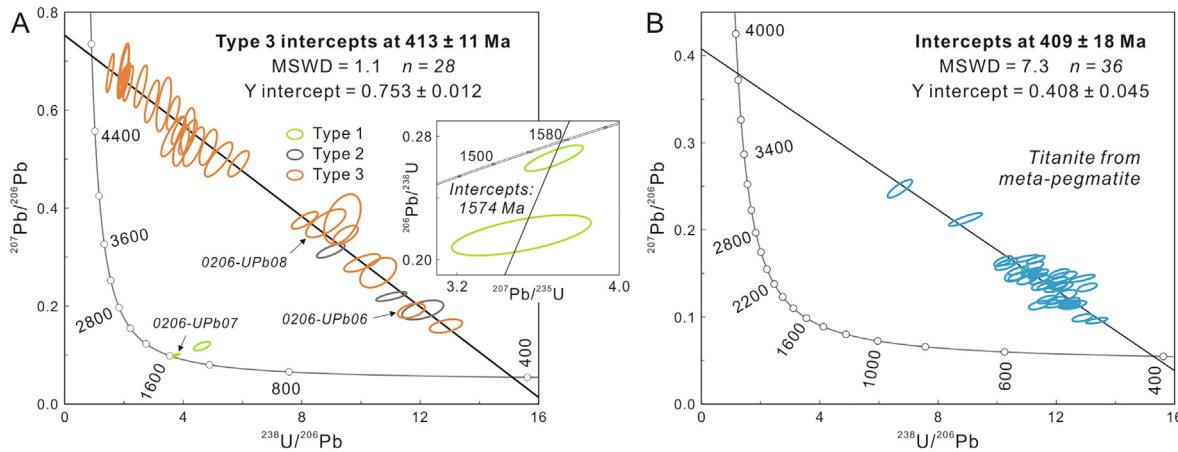 A
Type 3 intercepts at 413 ± 11 Ma
MSWD = 1.1 n = 28
Y intercept = 0.753 ± 0.012
Type 1
Type 2
Type 3
0.8
0.6
0.4
0.2
0.0
²⁰⁷Pb/²⁰⁶Pb
4400
3600
2800
1600
800
400
0206-UPb08
0206-UPb07
0206-UPb06
0.28
0.20
²⁰⁶Pb/²³⁸U
1500
1580
Intercepts:
1574 Ma
3.2
4.0
²⁰⁷Pb/²³⁵U
0 4 8 12 16
²³⁸U/²⁰⁶Pb
B
Intercepts at 409 ± 18 Ma
MSWD = 7.3 n = 36
Y intercept = 0.408 ± 0.045
Titanite from
meta-pegmatite
0.4
0.3
0.2
0.1
0.0
²⁰⁷Pb/²⁰⁶Pb
4000
3400
2800
2200
1600
1000
600
400
0 4 8 12 16
²³⁸U/²⁰⁶Pb